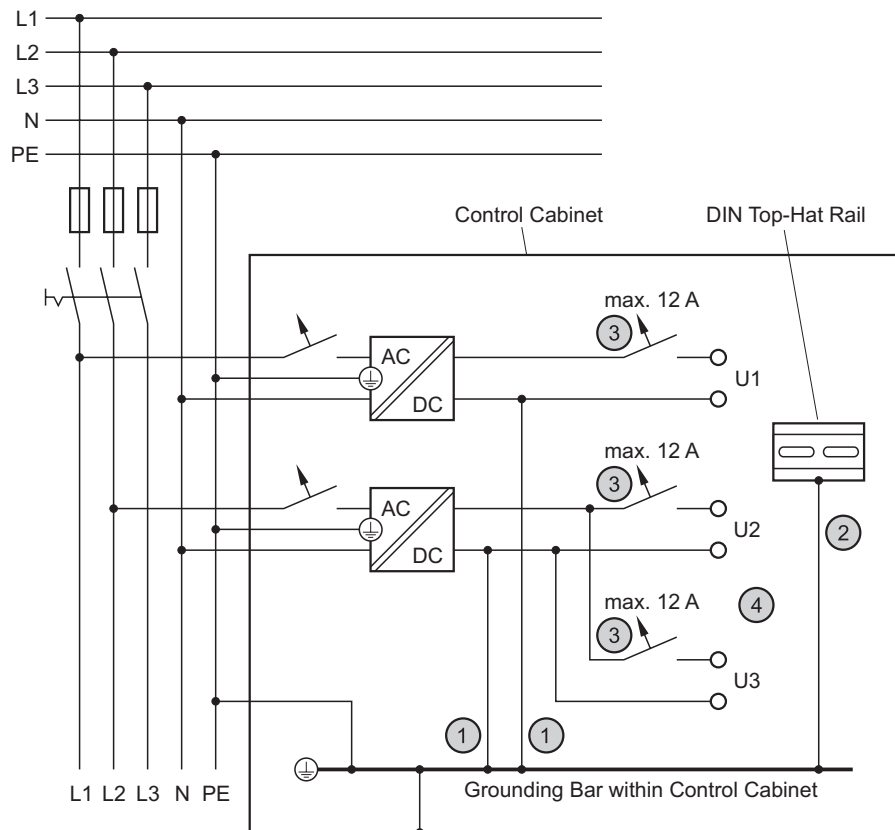 L1
L2
L3
N
PE
Control Cabinet
DIN Top-Hat Rail
max. 12 A
3
AC
DC
U1
max. 12 A
3
AC
DC
U2
2
max. 12 A
4
3
U3
1
1
L1 L2 L3 N PE
Grounding Bar within Control Cabinet